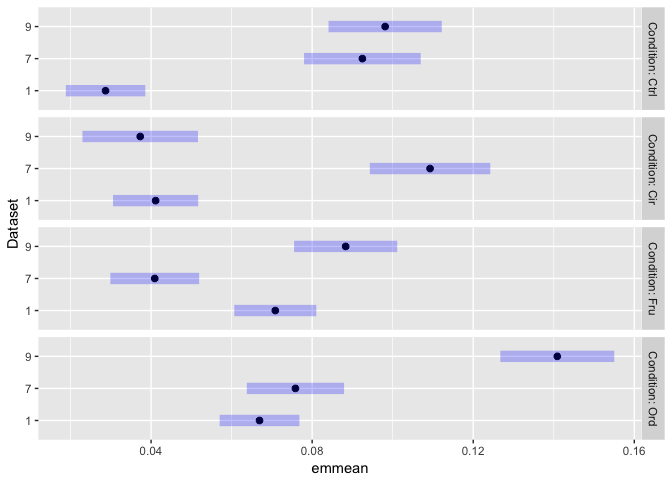 9
7
1
Condition: Ctrl
9
7
1
Condition: Cir
9
7
1
Condition: Fru
9
7
1
Condition: Ord
Dataset
0.04 0.08 0.12 0.16
emmean